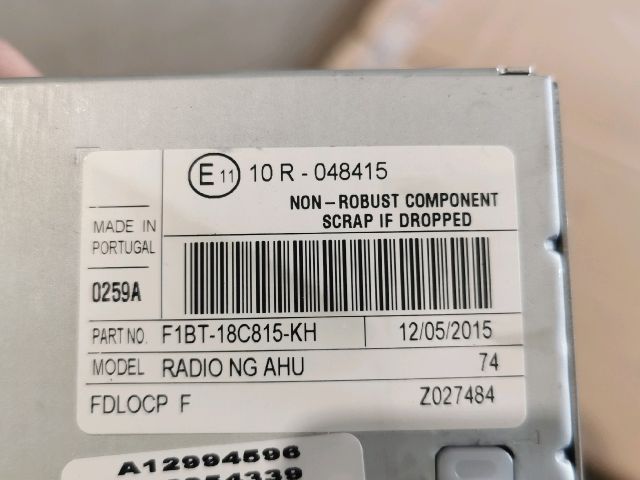 E 11 10 R - 048415
NON-ROBUST COMPONENT
SCRAP IF DROPPED
MADE IN
PORTUGAL
0259A
PART NO. F1BT-18C815-KH 12/05/2015
MODEL RADIO NG AHU 74
FDLOCP F Z027484
A12994596